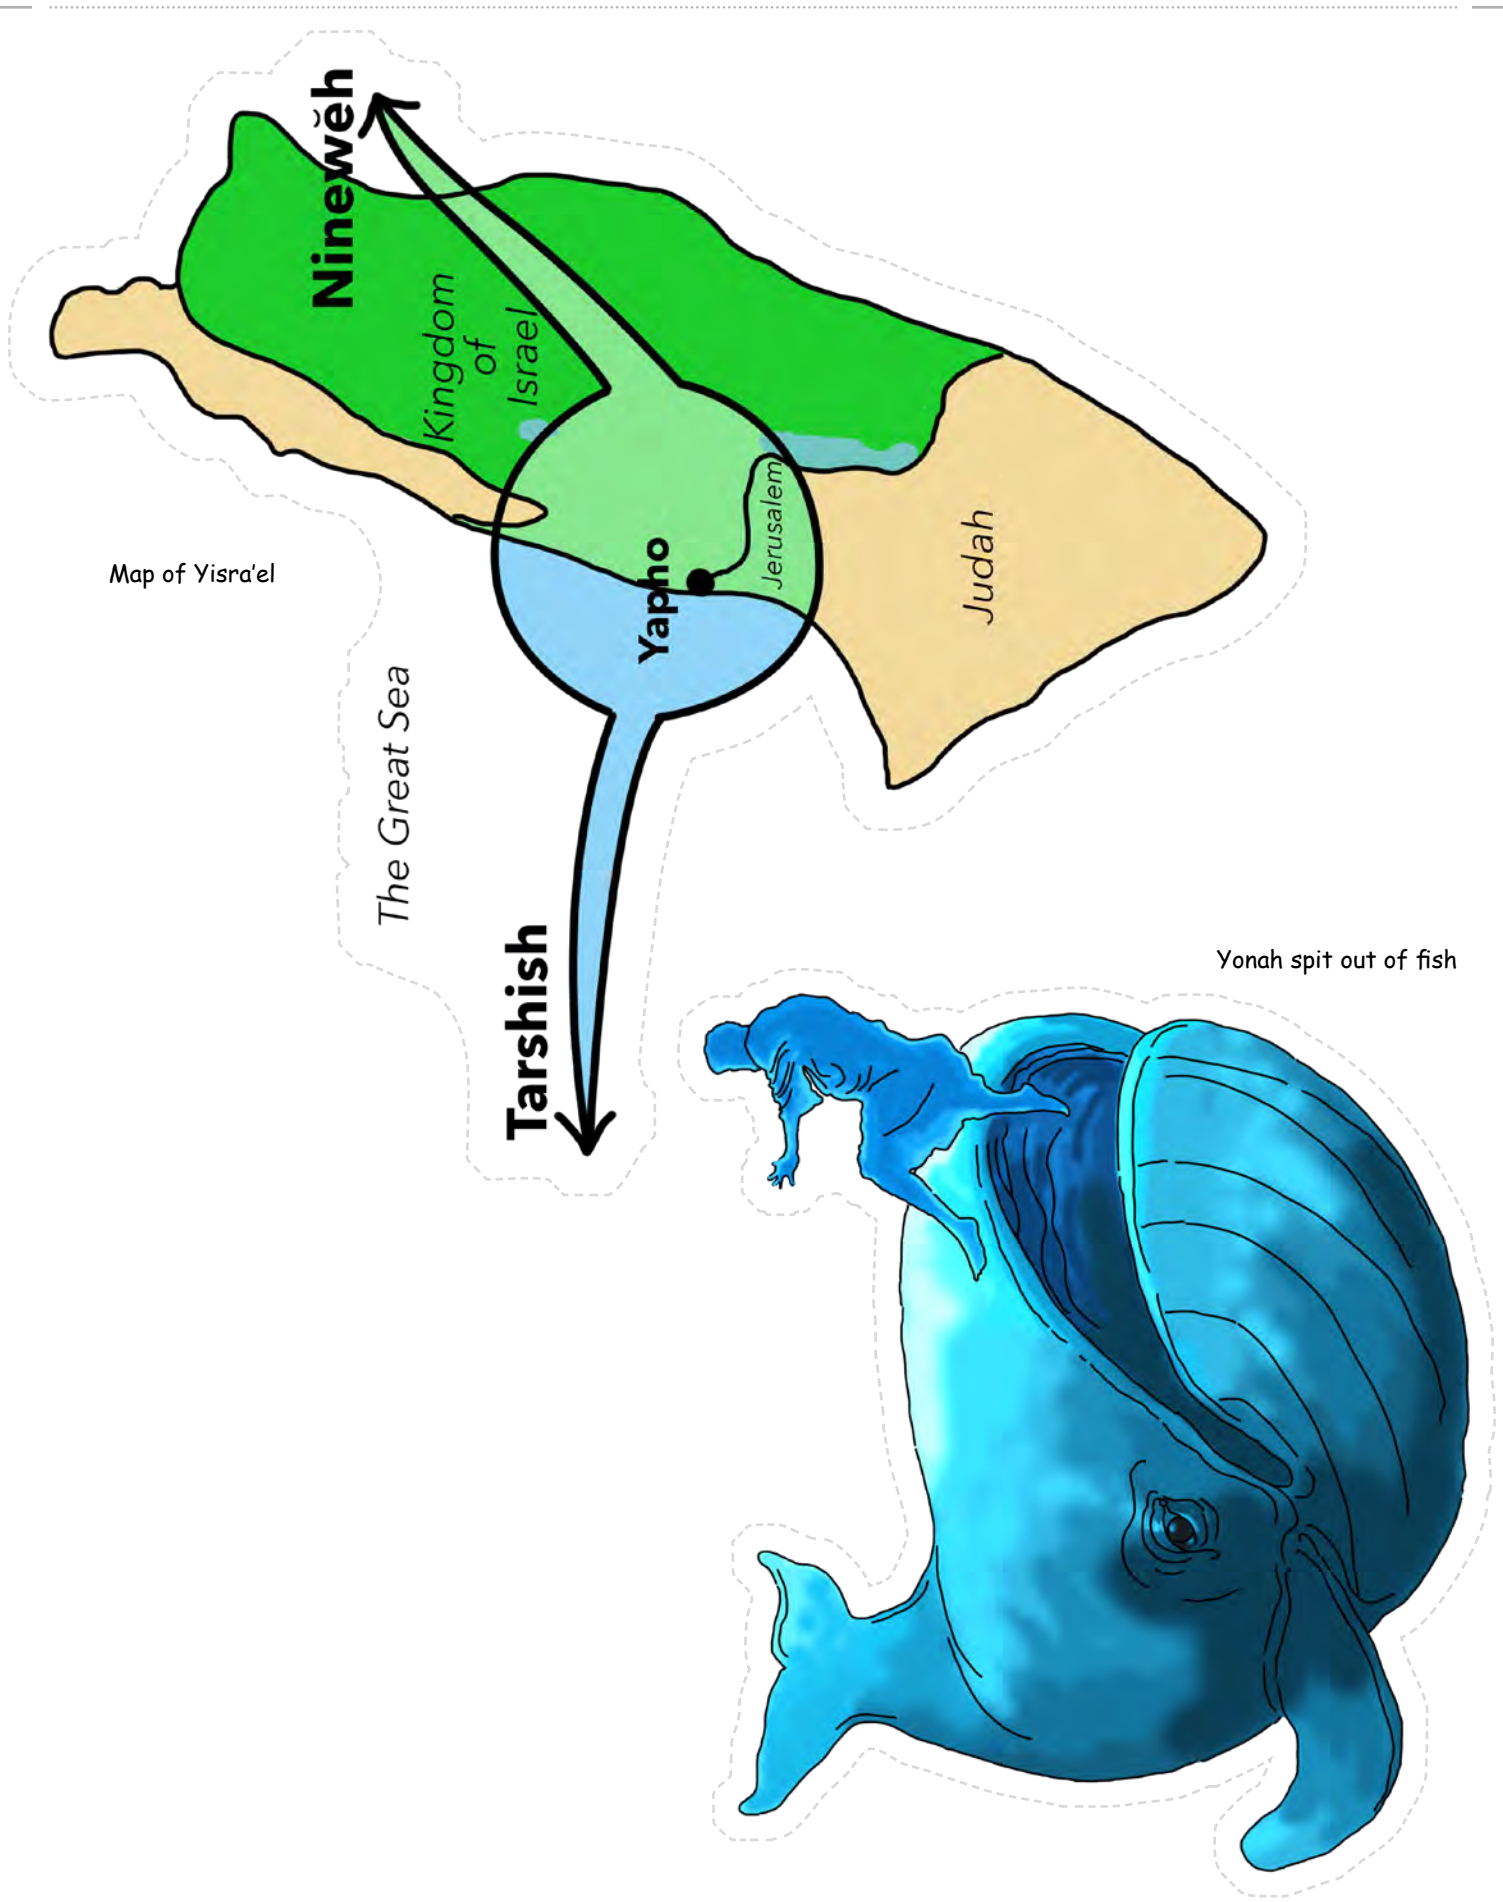 Ninewĕh
Kingdom
of
Israel
Jerusalem
Yapho
Judah
Map of Yisra'el
The Great Sea
Tarshish
Yonah spit out of fish